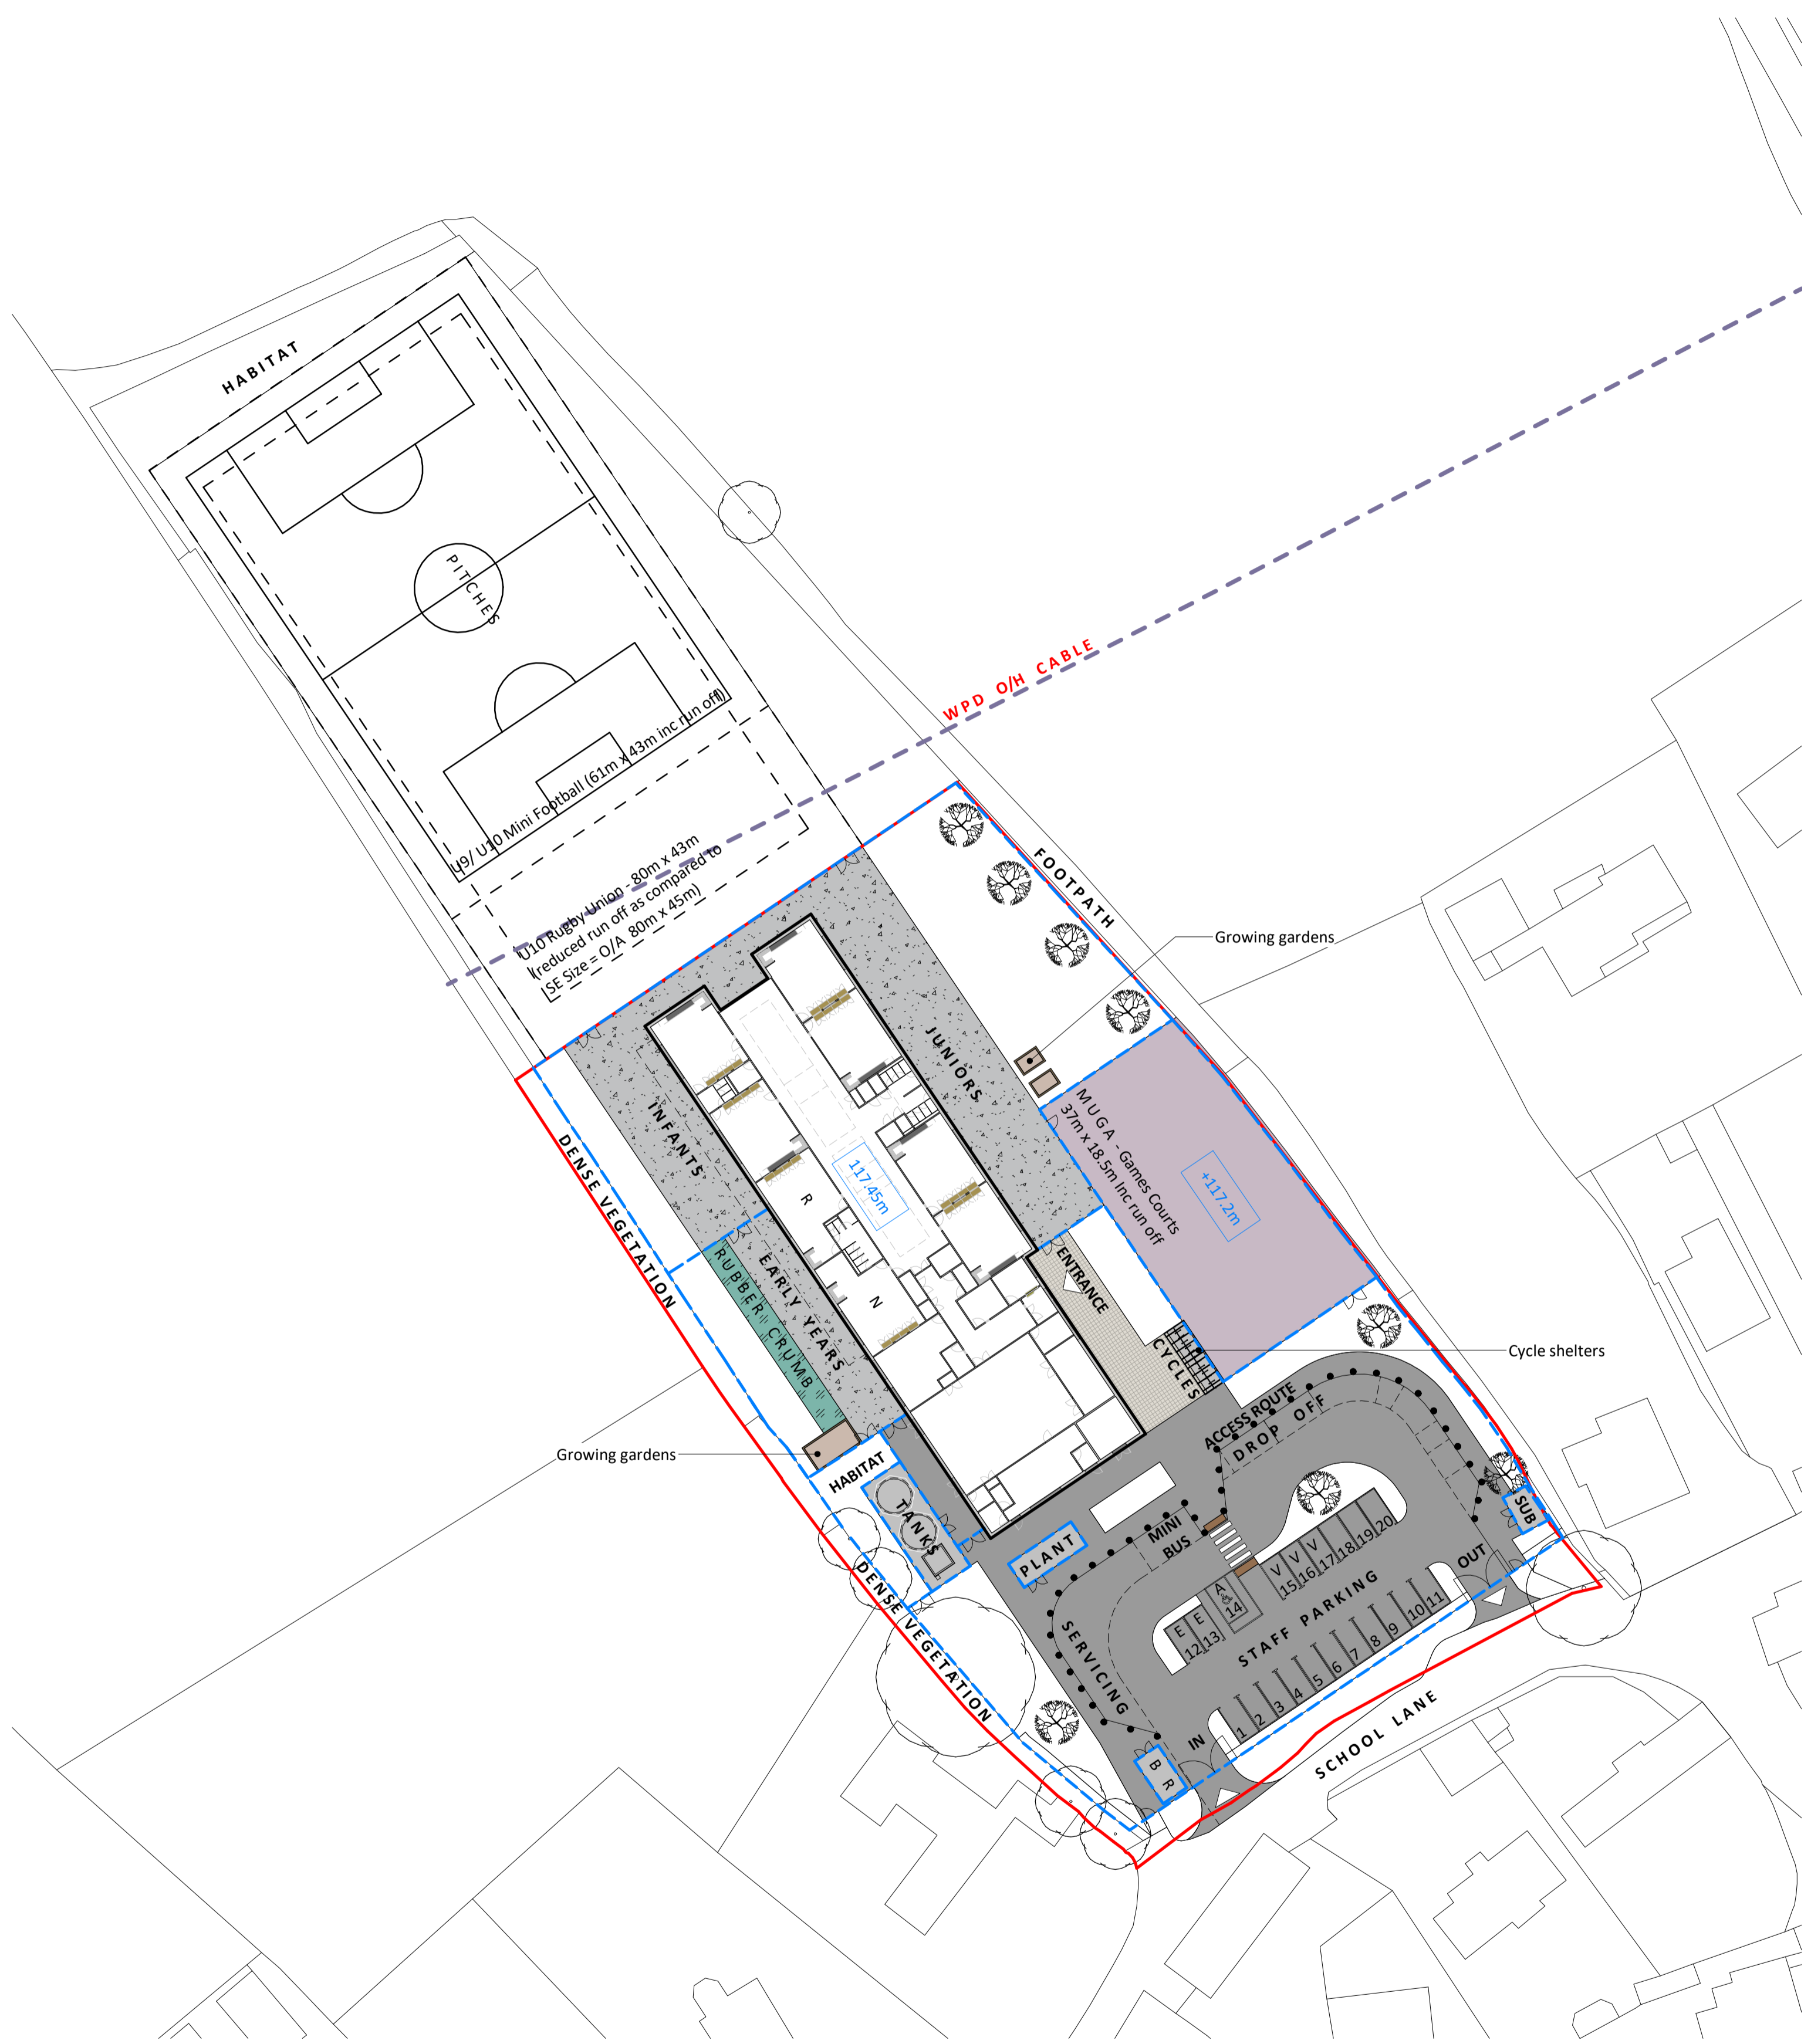 HABITAT
PITCHES
WPD O/H CABLE
U9/ U10 Mini Football (61m x 43m inc run off)
U10 Rugby Union - 80m x 43m
(reduced run off as compared to
SE Size = O/A 80m x 45m)
FOOTPATH
Growing gardens
JUNIORS
INFANTS
MUGA - Games Courts
37m x 18.5m Inc run off
+117.2m
117.45m
R
N
DENSE VEGETATION
RUBBER CRUMB
EARLY YEARS
ENTRANCE
CYCLES
Cycle shelters
ACCESS ROUTE
DROP OFF
Growing gardens
HABITAT
TANKS
PLANT
MINI
BUS
SUB
OUT
DENSE VEGETATION
SERVICING
E E A V V V
12 13 14 15 16 17 18 19 20
STAFF PARKING
1 2 3 4 5 6 7 8 9 10 11
IN
B R
SCHOOL LANE